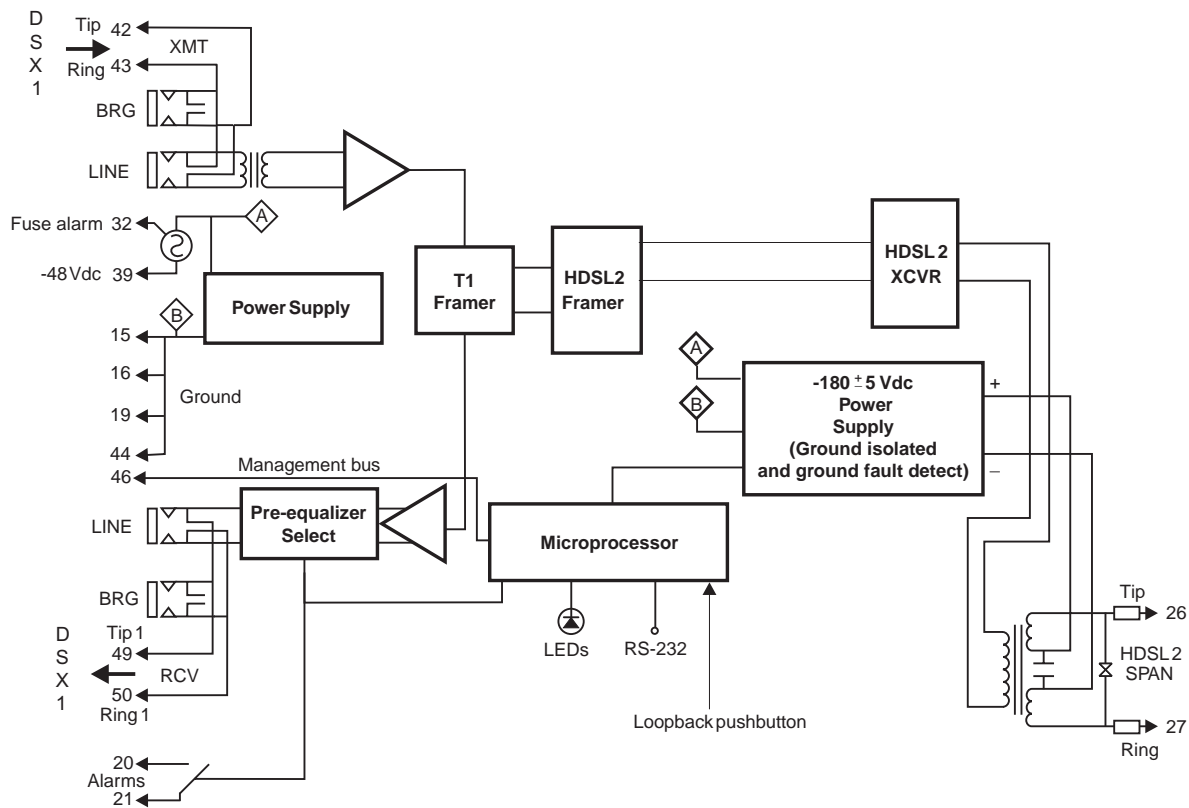 D
S
X
1
Tip 42
XMT
Ring 43
BRG
LINE
A
Fuse alarm 32
-48 Vdc 39
Power Supply
B
15
16
Ground
19
44
46
Management bus
T1
Framer
HDSL2
Framer
HDSL 2
XCVR
A
B
-180 ± 5 Vdc
Power
Supply
(Ground isolated
and ground fault detect)
+
–
LINE
Pre-equalizer
Select
Microprocessor
BRG
LEDs
RS-232
Loopback pushbutton
D
S
X
1
Tip 1
49
RCV
50
Ring 1
20
Alarms
21
Tip
26
HDSL 2
SPAN
27
Ring